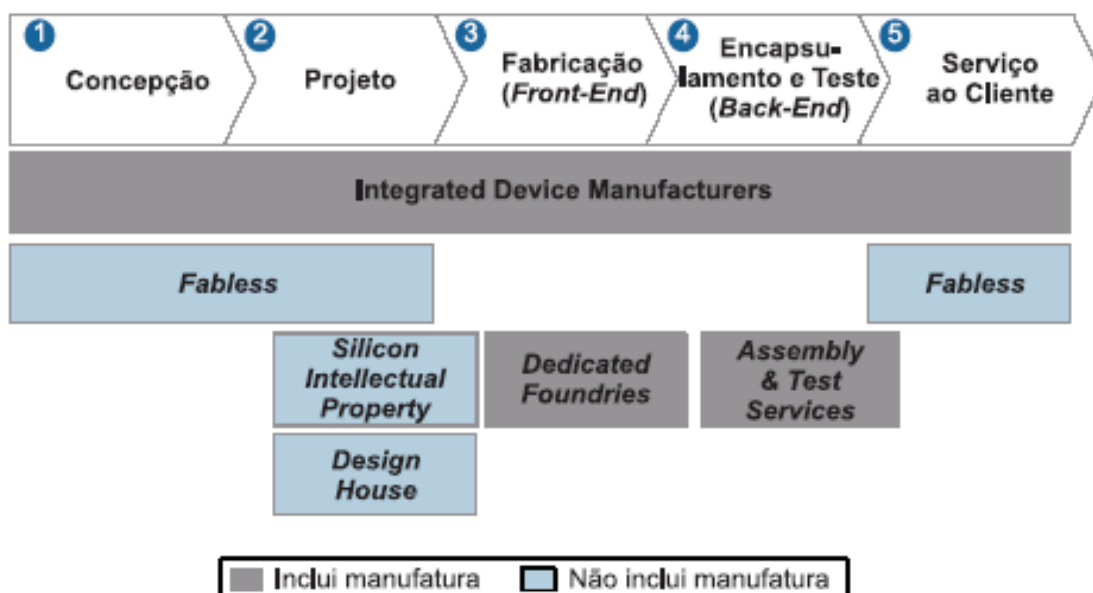 1
Concepção
2
Projeto
3
Fabricação
(Front-End)
4
Encapsu-
lamento e Teste
(Back-End)
5
Serviço
ao Cliente
Integrated Device Manufacturers
Fabless
Fabless
Silicon
Intellectual
Property
Dedicated
Foundries
Assembly
& Test
Services
Design
House
Inclui manufatura
Não inclui manufatura